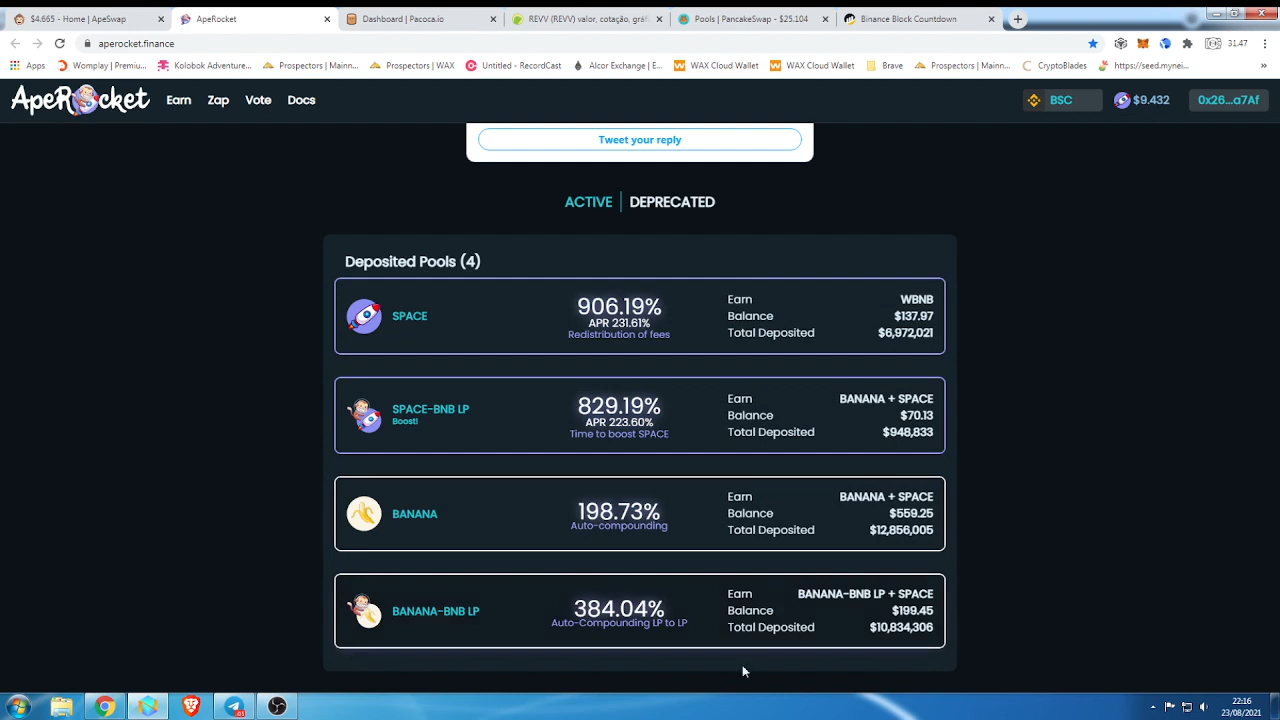 $4.665 - Home | ApeSwap
ApeRocket
Dashboard | Pacoca.io
REVV (REVV) valor, cotação, gráf
Pools | PancakeSwap - $25.104
Binance Block Countdown
aperocket.finance
31.47
Apps
Womplay | Premiu...
Kolobok Adventure...
Prospectors | Mainn...
Prospectors | WAX
Untitled - RecordCast
Alcor Exchange | E...
WAX Cloud Wallet
WAX Cloud Wallet
Brave
Prospectors | Mainn...
CryptoBlades
https://seed.mynei...
»
ApeRocket
Earn
Zap
Vote
Docs
BSC
$9.432
0x26...a7Af
Tweet your reply
ACTIVE | DEPRECATED
Deposited Pools (4)
SPACE
906.19%
APR 231.61%
Redistribution of fees
Earn WBNB
Balance $137.97
Total Deposited $6,972,021
SPACE-BNB LP
Boost!
829.19%
APR 223.60%
Time to boost SPACE
Earn BANANA + SPACE
Balance $70.13
Total Deposited $948,833
BANANA
198.73%
Auto-compounding
Earn BANANA + SPACE
Balance $559.25
Total Deposited $12,856,005
BANANA-BNB LP
384.04%
Auto-Compounding LP to LP
Earn BANANA-BNB LP + SPACE
Balance $199.45
Total Deposited $10,834,306
22:16
23/08/2021